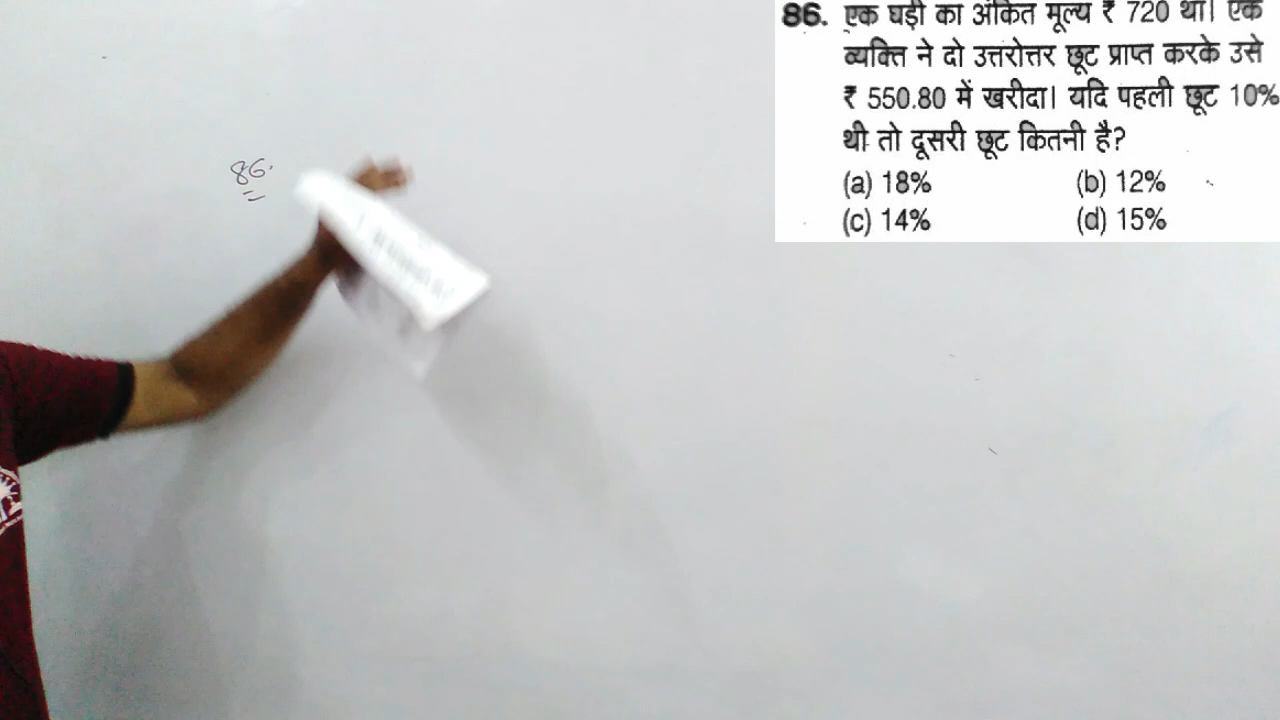 86. एक घड़ी का अंकित मूल्य ₹ 720 था। एक
व्यक्ति ने दो उत्तरोत्तर छूट प्राप्त करके उसे
₹ 550.80 में खरीदा। यदि पहली छूट 10%
थी तो दूसरी छूट कितनी है?
(a) 18% (b) 12%
(c) 14% (d) 15%
86.